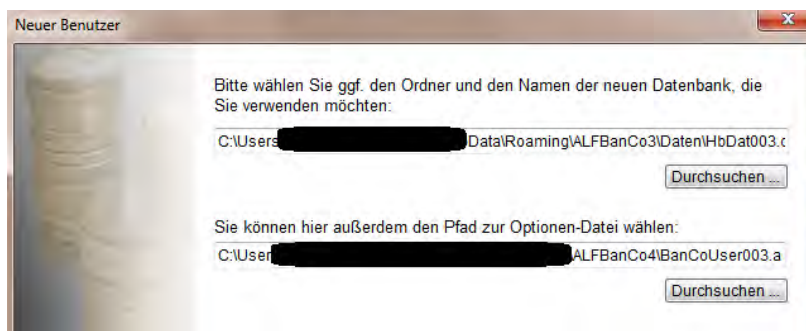 Neuer Benutzer
Bitte wählen Sie ggf. den Ordner und den Namen der neuen Datenbank, die
Sie verwenden möchten:
C:\Users Data\Roaming\ALFBanCo3\Daten\HbDat003.c
Durchsuchen ...
Sie können hier außerdem den Pfad zur Optionen-Datei wählen:
C:\User ALFBanCo4\BanCoUser003.a
Durchsuchen ...